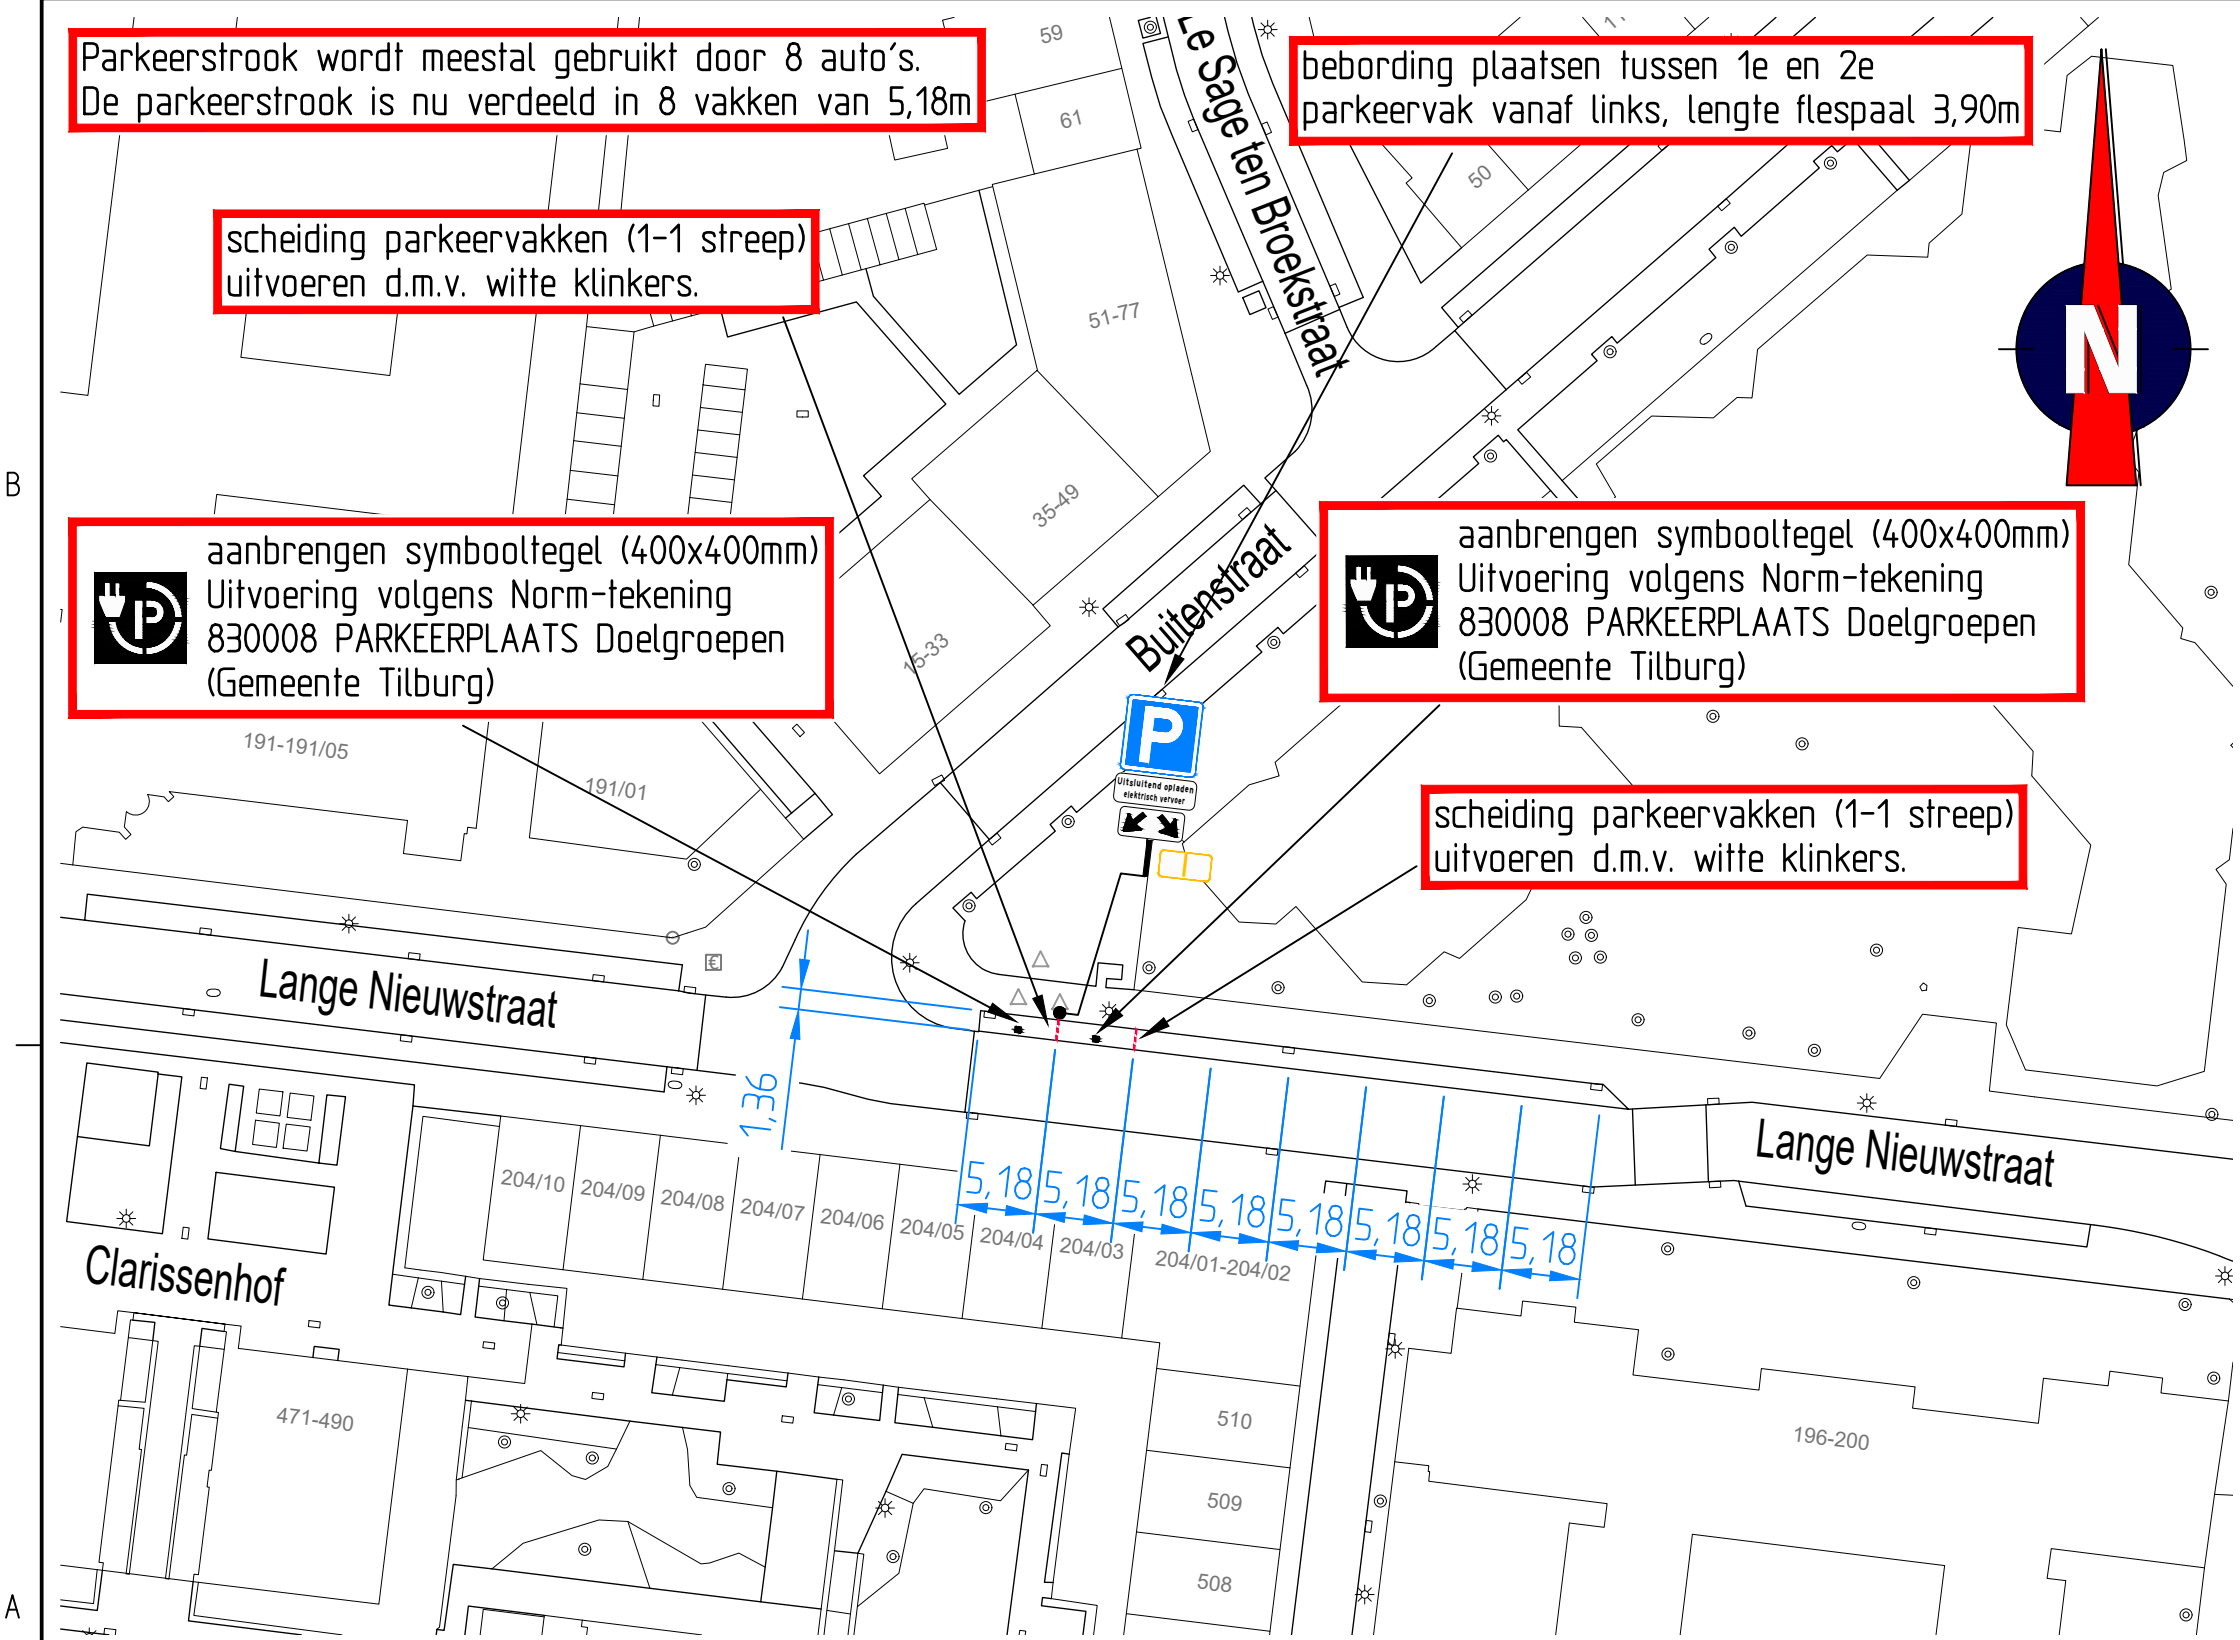 Parkeerstrook wordt meestal gebruikt door 8 auto's.
De parkeerstrook is nu verdeeld in 8 vakken van 5,18m
bebording plaatsen tussen 1e en 2e
parkeervak vanaf links, lengte flespaal 3,90m
59
61
50
Le Sage ten Broekstraat
scheiding parkeervakken (1-1 streep)
uitvoeren d.m.v. witte klinkers.
51-77
N
B
35-49
aanbrengen symbooltegel (400x400mm)
Uitvoering volgens Norm-tekening
830008 PARKEERPLAATS Doelgroepen
(Gemeente Tilburg)
P
15-33
Buitenstraat
aanbrengen symbooltegel (400x400mm)
Uitvoering volgens Norm-tekening
830008 PARKEERPLAATS Doelgroepen
(Gemeente Tilburg)
P
P
Uitsluitend opladen
elektrisch vervoer
191-191/05
191/01
scheiding parkeervakken (1-1 streep)
uitvoeren d.m.v. witte klinkers.
€
Lange Nieuwstraat
1,36
Lange Nieuwstraat
5,18
5,18
5,18
5,18
5,18
5,18
5,18
5,18
204/10
204/09
204/08
204/07
204/06
204/05
204/04
204/03
204/01-204/02
Clarissenhof
471-490
510
509
508
196-200
A